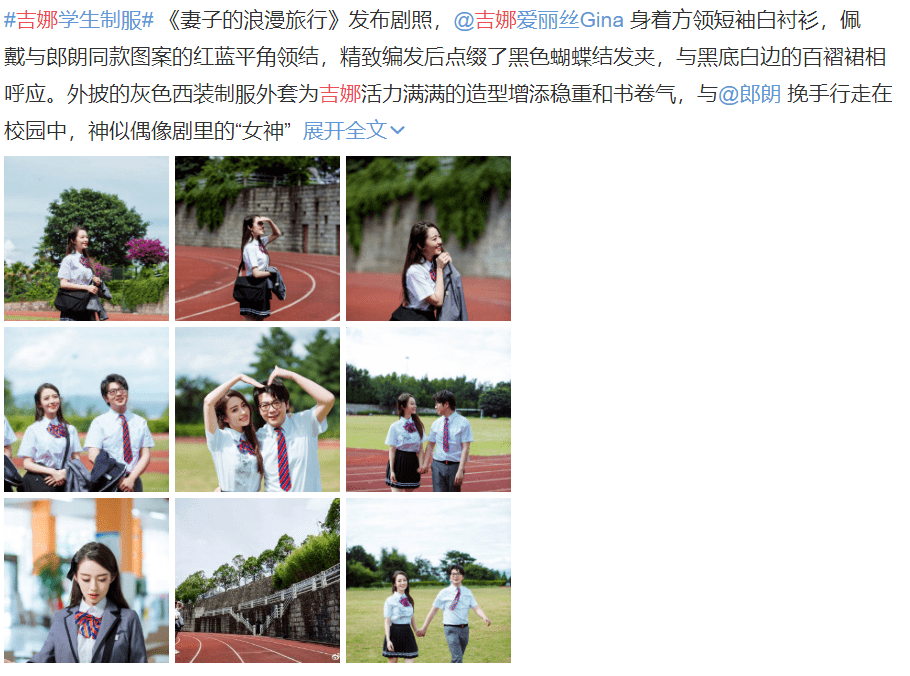 #吉娜学生制服# 《妻子的浪漫旅行》发布剧照，@吉娜爱丽丝Gina 身着方领短袖白衬衫，佩
戴与郎朗同款图案的红蓝平角领结，精致编发后点缀了黑色蝴蝶结发夹，与黑底白边的百褶裙相
呼应。外披的灰色西装制服外套为吉娜活力满满的造型增添稳重和书卷气，与@郎朗 挽手行走在
校园中，神似偶像剧里的“女神” 展开全文